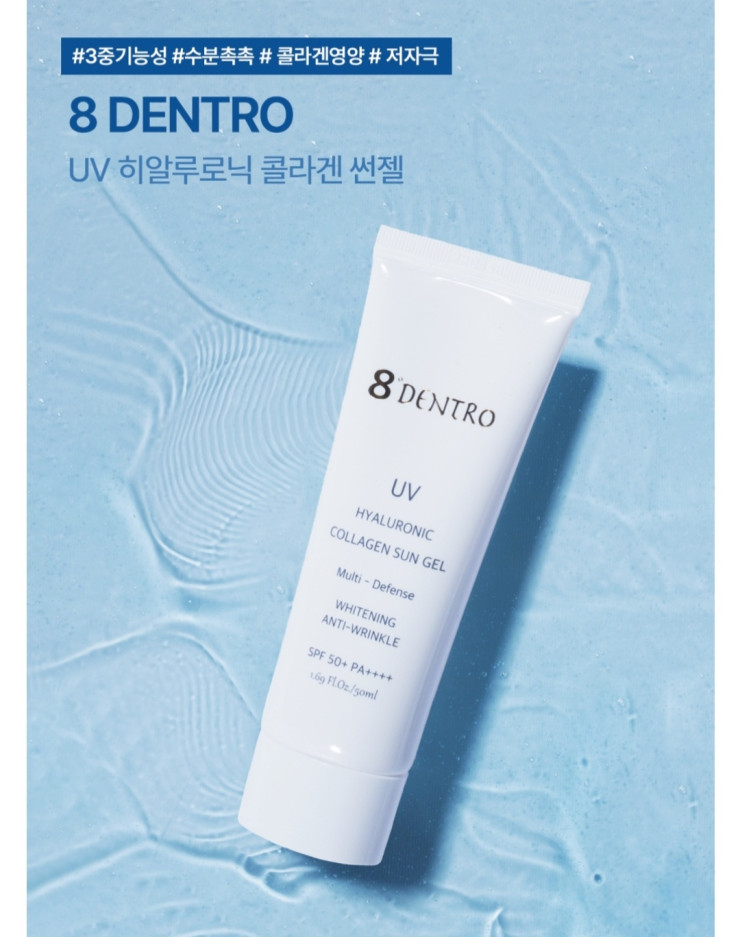 #3중기능성 #수분촉촉 # 콜라겐영양 # 저자극
8 DENTRO
UV 히알루로닉 콜라겐 썬젤
8 DENTRO
UV
HYALURONIC
COLLAGEN SUN GEL
Multi - Defense
WHITENING
ANTI-WRINKLE
SPF 50+ PA++++
1.69 Fl.Oz./50ml